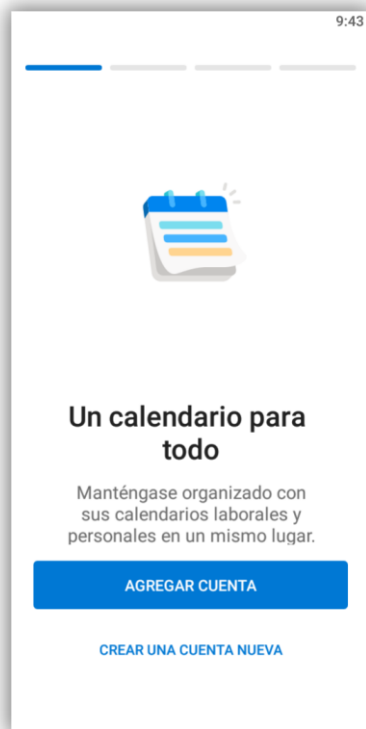 9:43
Un calendario para
todo
Manténgase organizado con
sus calendarios laborales y
personales en un mismo lugar.
AGREGAR CUENTA
CREAR UNA CUENTA NUEVA